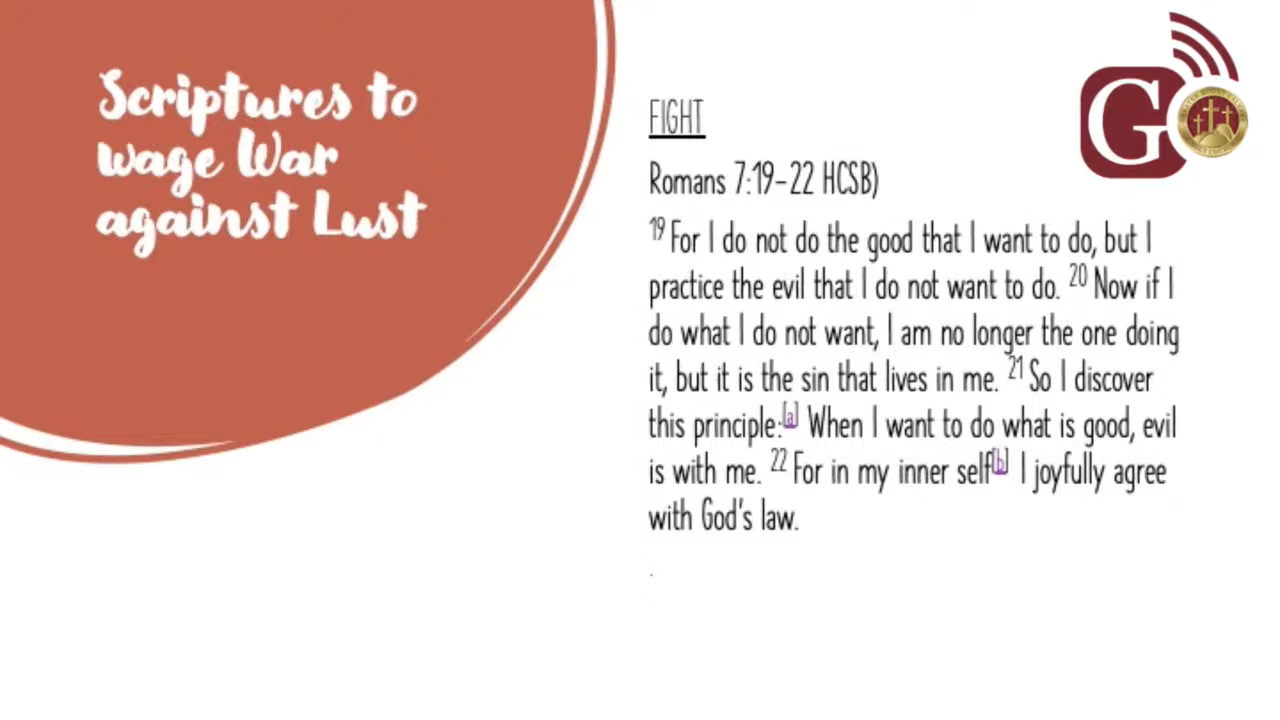 Scriptures to
wage War
against Lust
G
FIGHT
Romans 7:19-22 HCSB)
19 For I do not do the good that I want to do, but I
practice the evil that I do not want to do. 20 Now if I
do what I do not want, I am no longer the one doing
it, but it is the sin that lives in me. 21 So I discover
this principle:[a] When I want to do what is good, evil
is with me. 22 For in my inner self[b] I joyfully agree
with God's law.
.